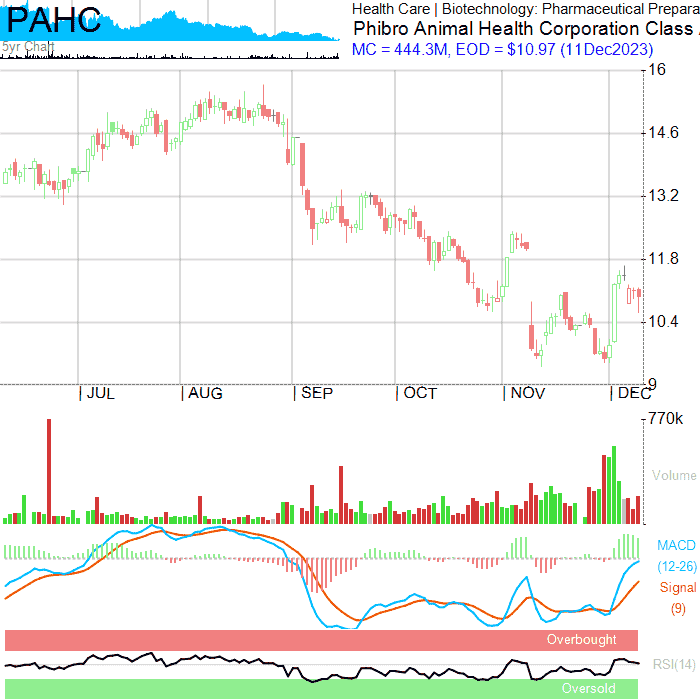 PAHC
5yr Chart
Health Care | Biotechnology: Pharmaceutical Prepara
Phibro Animal Health Corporation Class
MC = 444.3M, EOD = $10.97 (11Dec2023)
16
14.6
13.2
11.8
10.4
9
JUL
AUG
SEP
OCT
NOV
DEC
770k
Volume
MACD
(12-26)
Signal
(9)
Overbought
RSI(14)
Oversold